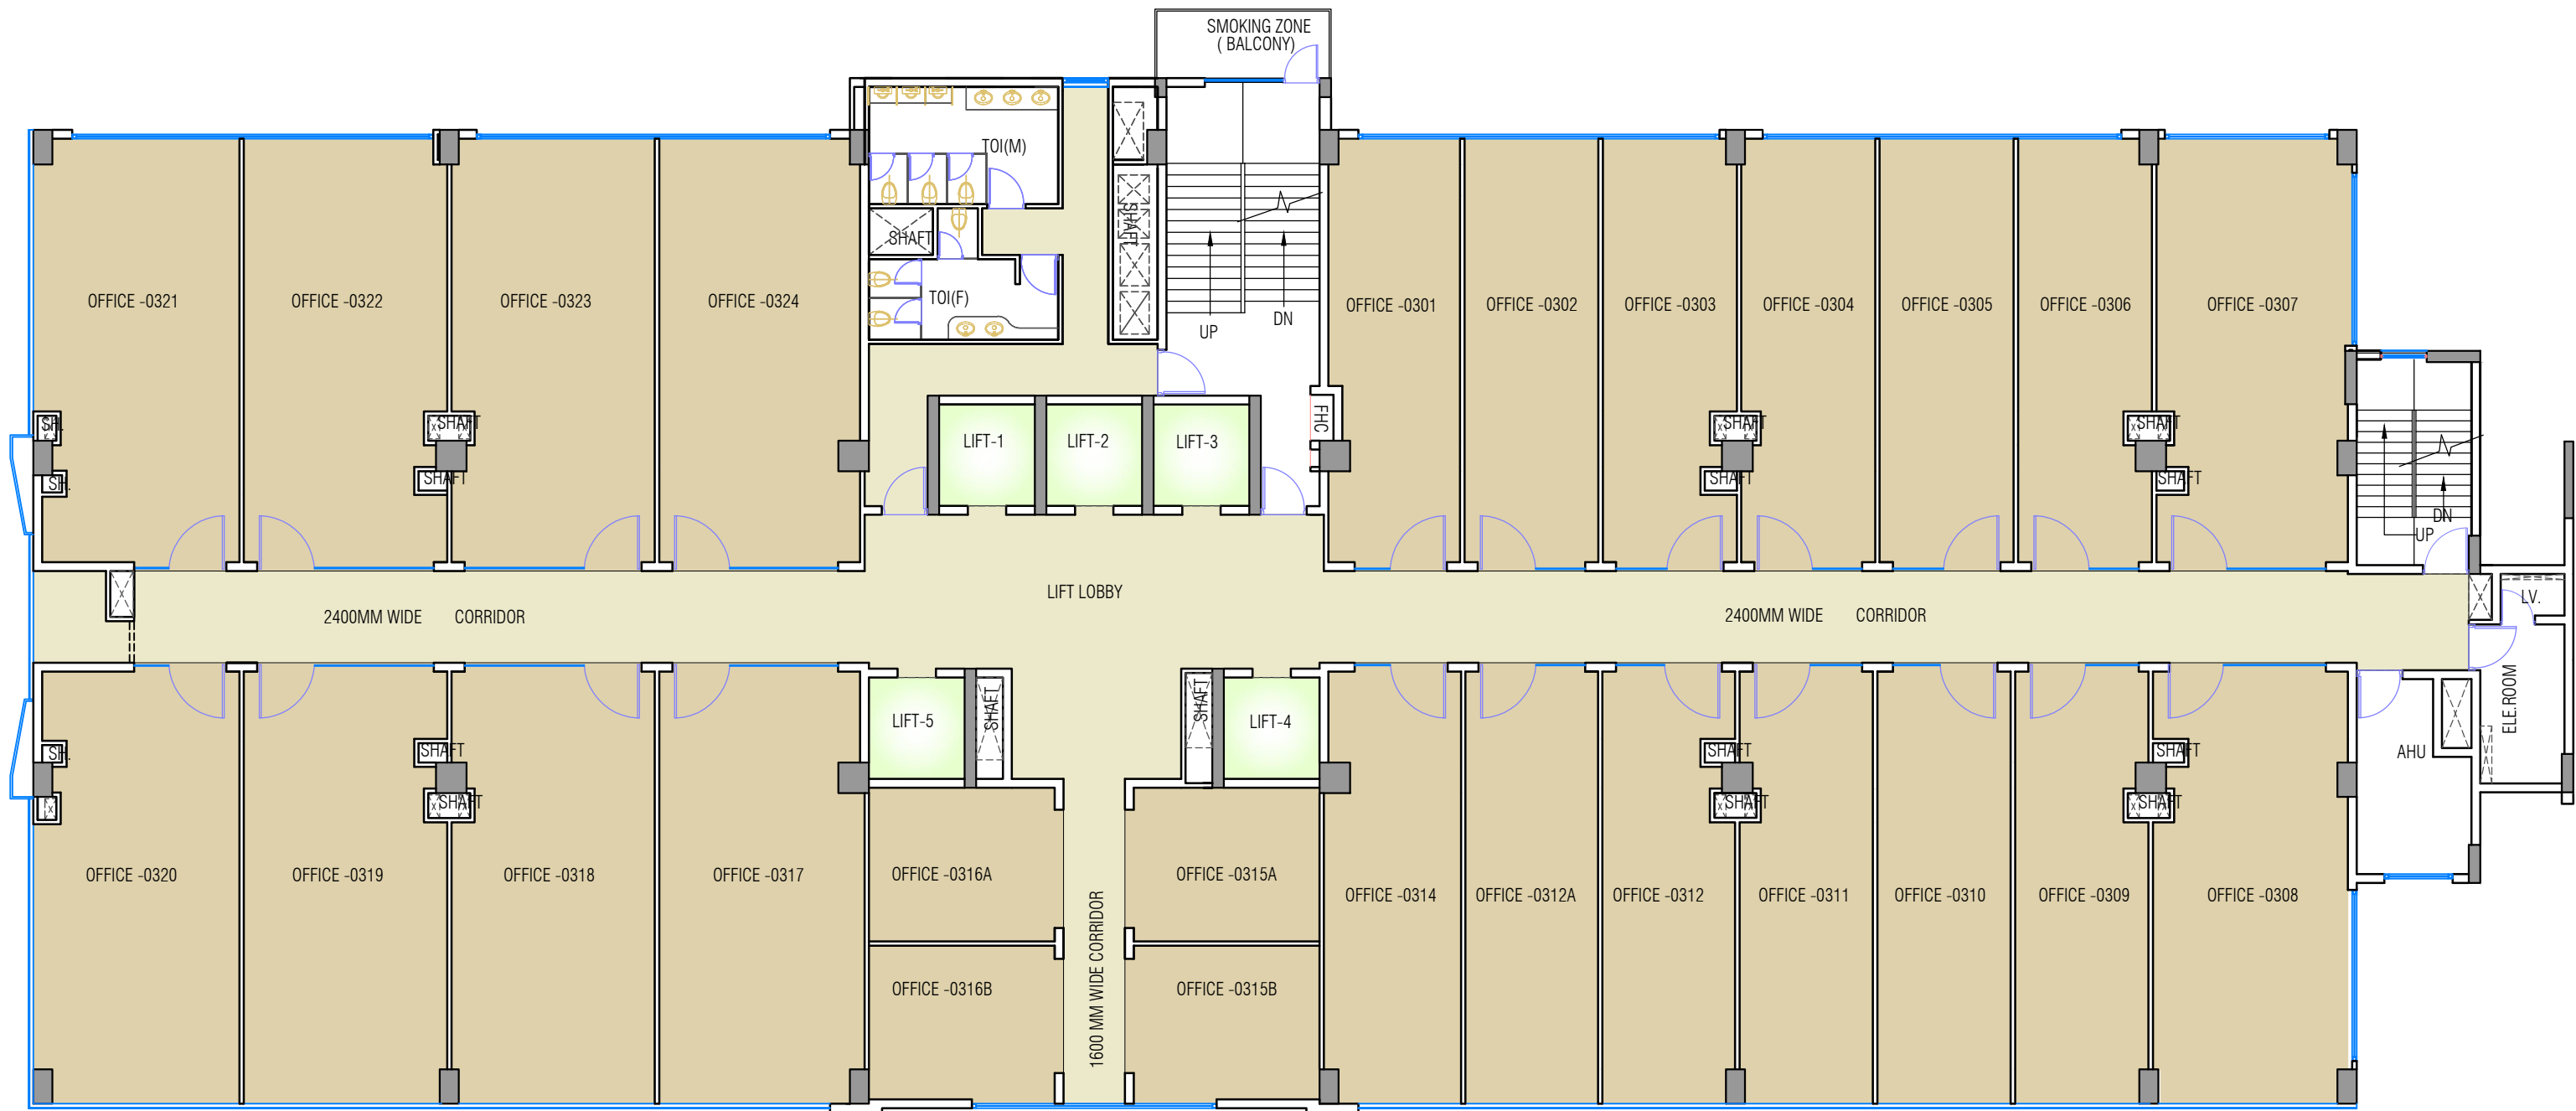 SMOKING ZONE
( BALCONY)
TOI(M)
SHAFT
SHAFT
TOI(F)
UP
DN
OFFICE -0321
OFFICE -0322
OFFICE -0323
OFFICE -0324
OFFICE -0301
OFFICE -0302
OFFICE -0303
OFFICE -0304
OFFICE -0305
OFFICE -0306
OFFICE -0307
SH.
SHAFT
LIFT-1
LIFT-2
LIFT-3
FHC
SHAFT
SHAFT
SH.
SHAFT
SHAFT
SHAFT
DN
UP
LIFT LOBBY
2400MM WIDE CORRIDOR
2400MM WIDE CORRIDOR
LV.
ELE.ROOM
AHU
LIFT-5
SHAFT
SHAFT
LIFT-4
SH.
SHAFT
SHAFT
SHAFT
SHAFT
SHAFT
SHAFT
OFFICE -0320
OFFICE -0319
OFFICE -0318
OFFICE -0317
OFFICE -0316A
OFFICE -0315A
OFFICE -0314
OFFICE -0312A
OFFICE -0312
OFFICE -0311
OFFICE -0310
OFFICE -0309
OFFICE -0308
1600 MM WIDE CORRIDOR
OFFICE -0316B
OFFICE -0315B